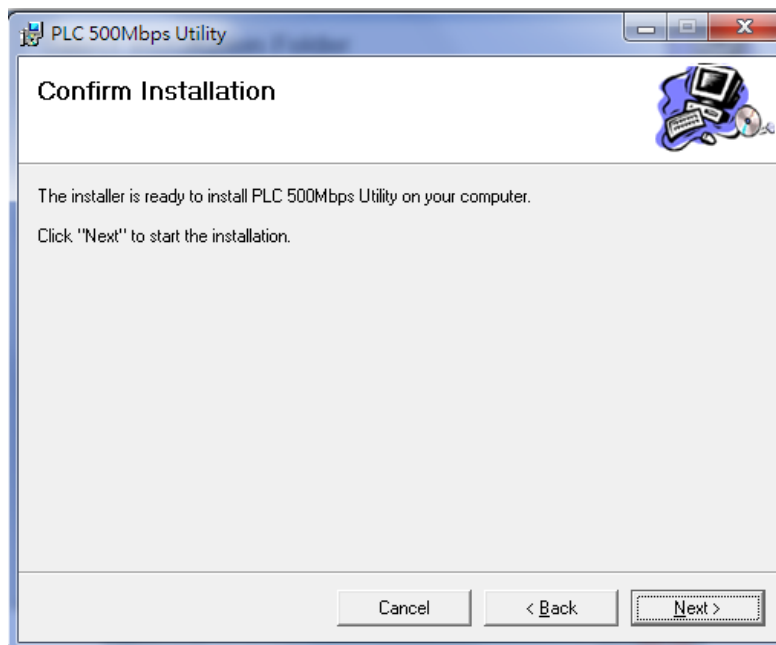 PLC 500Mbps Utility
Confirm Installation
The installer is ready to install PLC 500Mbps Utility on your computer.
Click "Next" to start the installation.
Cancel
< Back
Next >